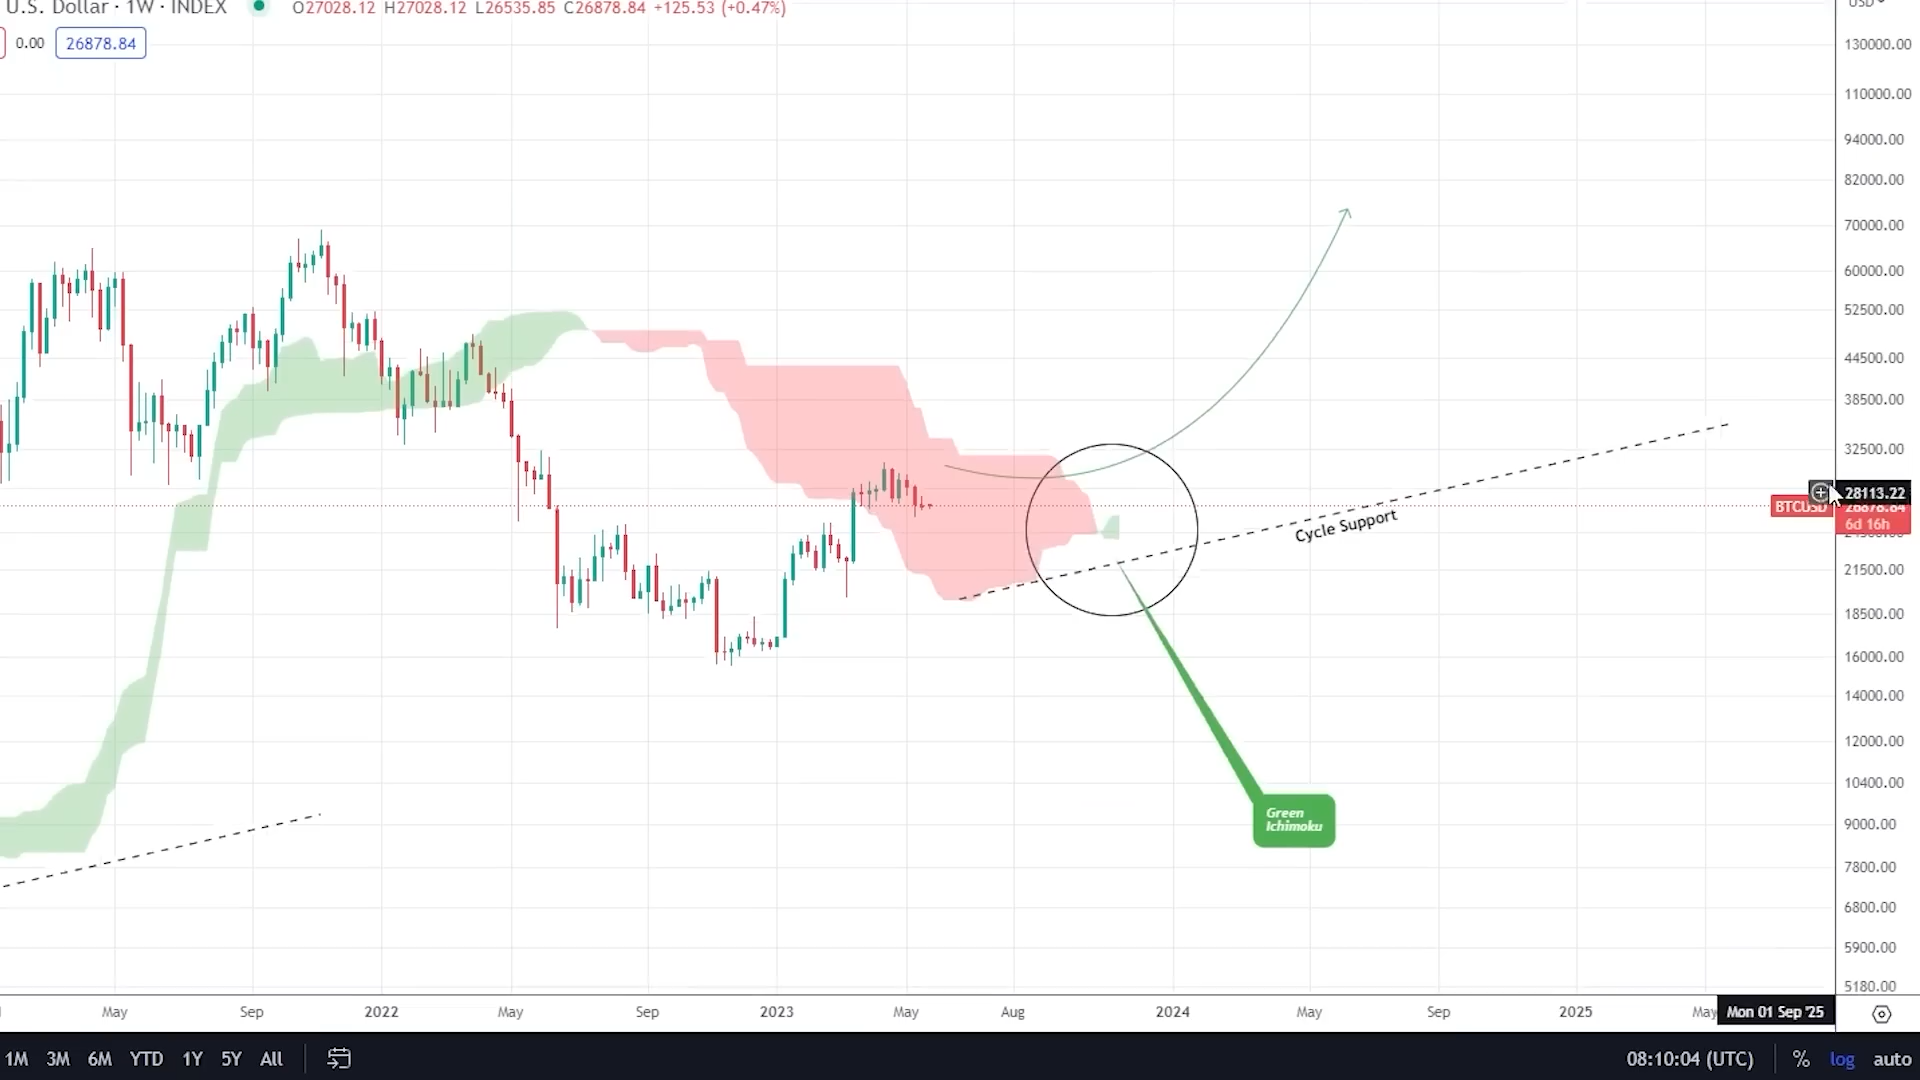 U.S. Dollar · 1W · INDEX O27028.12 H27028.12 L26535.85 C26878.84 +125.53 (+0.47%)
0.00 26878.84
USD
130000.00
110000.00
94000.00
82000.00
70000.00
60000.00
52500.00
44500.00
38500.00
32500.00
28113.22
BTCUSD 26878.84
6d 16h
Cycle Support
21500.00
18500.00
16000.00
14000.00
12000.00
10400.00
Green
Ichimoku
9000.00
7800.00
6800.00
5900.00
5180.00
May Sep 2022 May Sep 2023 May Aug 2024 May Sep 2025 May Mon 01 Sep '25
1M 3M 6M YTD 1Y 5Y All 08:10:04 (UTC) % log auto